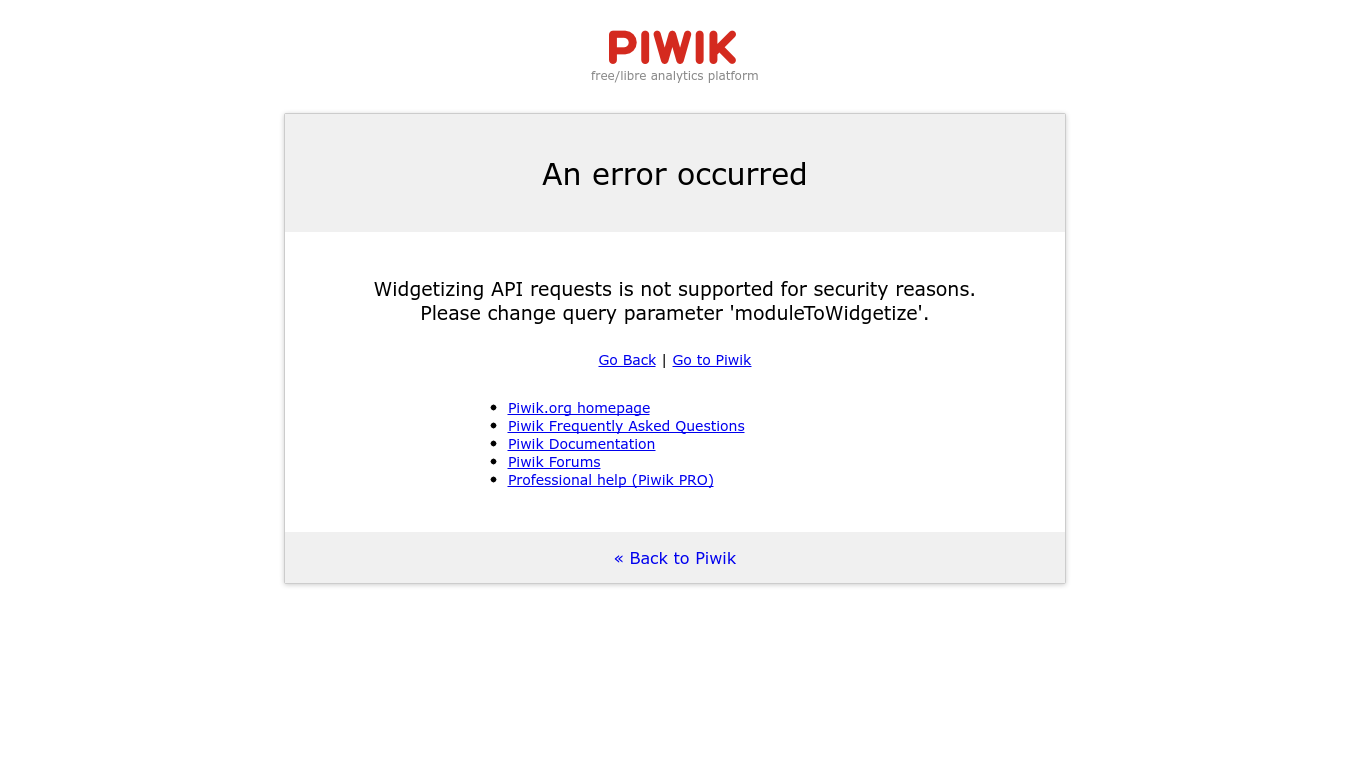 PIWIK
free/libre analytics platform
An error occurred
Widgetizing API requests is not supported for security reasons.
Please change query parameter 'moduleToWidgetize'.
Go Back | Go to Piwik
Piwik.org homepage
Piwik Frequently Asked Questions
Piwik Documentation
Piwik Forums
Professional help (Piwik PRO)
« Back to Piwik